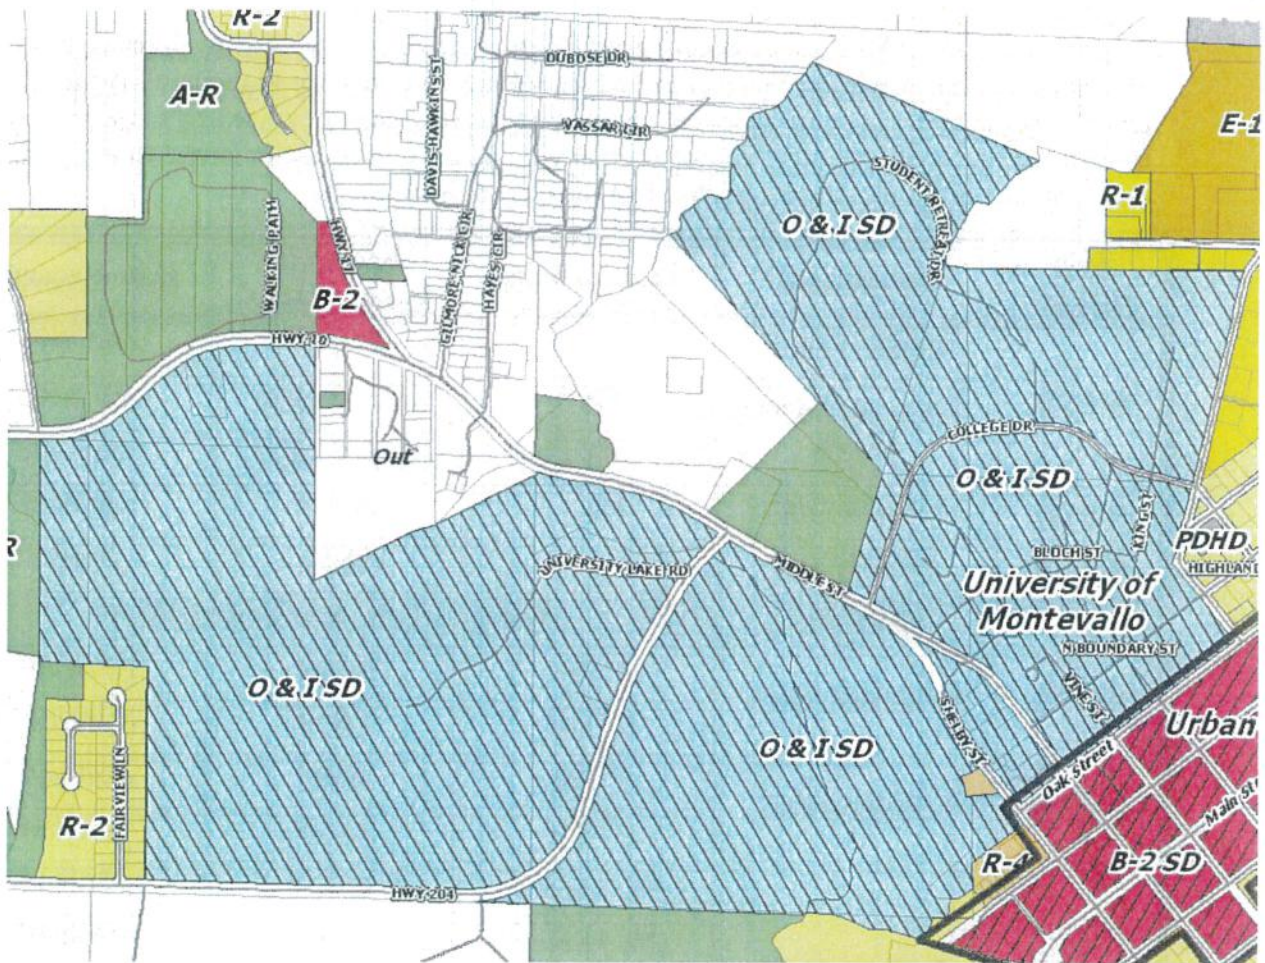 R-2
DUBOSE DR
A-R
E-1
DAVIS HAWKINS ST
VASSAR CIR
STUDENT RETREAT DR
R-1
WALKING PATH
HWY 57
O & I SD
GILMORE NICK CIR
HAYES CIR
B-2
HWY 10
COLLEGE DR
Out
O & I SD
KING ST
R
PDHD
BLOCH ST
UNIVERSITY LAKE RD
MIDDLE ST
HIGHLAND
University of
Montevallo
N BOUNDARY ST
O & I SD
VINE ST
SHELBY ST
Urban
O & I SD
Oak Street
FAIRVIEW LN
Main St
R-2
R-4
B-2 SD
HWY 204